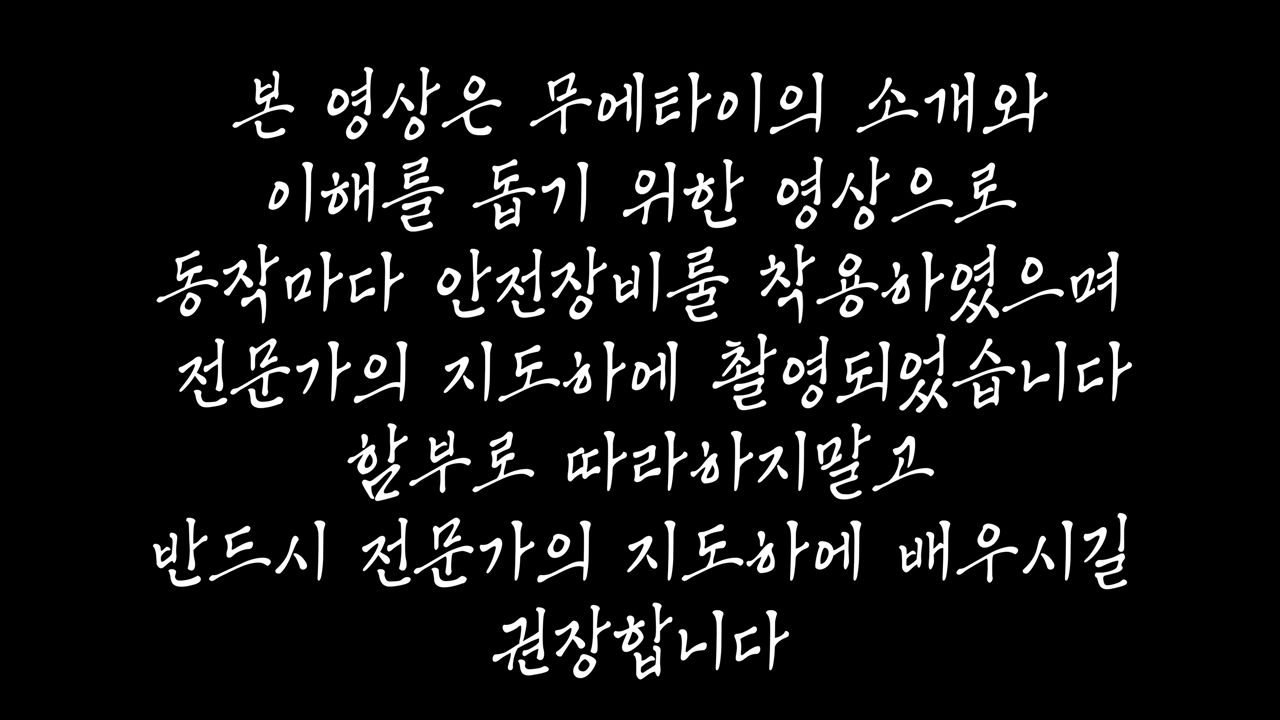 본 영상은 무에타이의 소개와
이해를 돕기 위한 영상으로
동작마다 안전장비룰 착용하였으며
전문가의 지도하에 촬영되었습니다
함부로 따라하지말고
반드시 전문가의 지도하에 배우시길
권장합니다